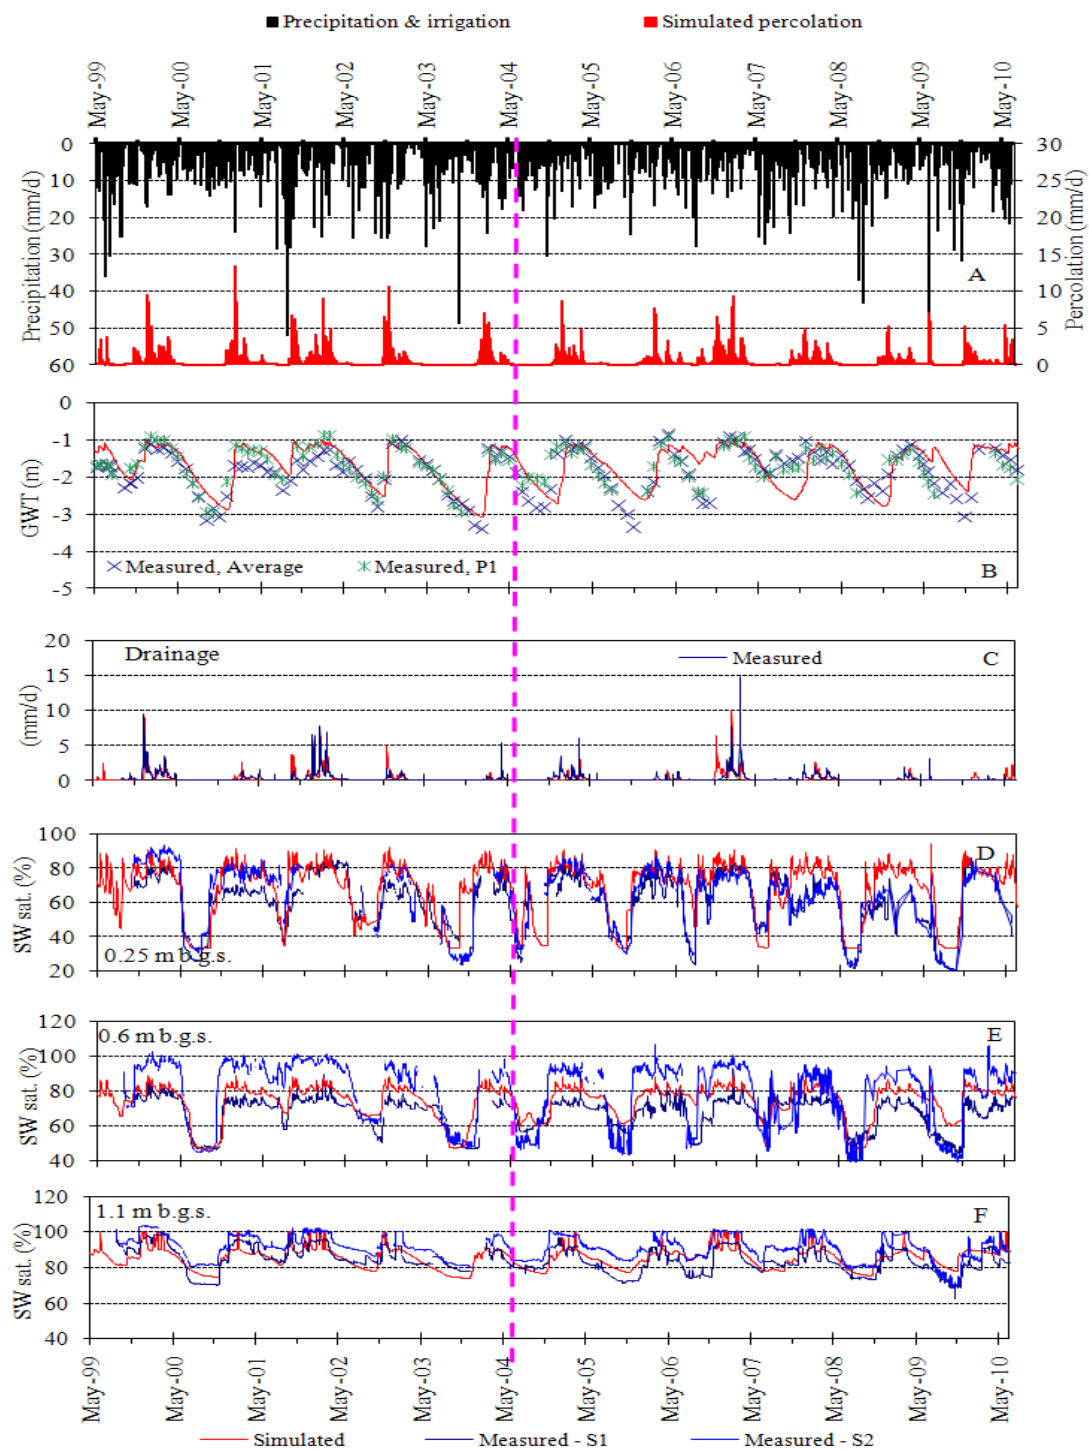 Precipitation & irrigation Simulated percolation
May-99 May-00 May-01 May-02 May-03 May-04 May-05 May-06 May-07 May-08 May-09 May-10
Precipitation (mm/d)
0
10
20
30
40
50
60
A
30
25
20
15
10
5
0
Percolation (mm/d)
GWT (m)
0
-1
-2
-3
-4
-5
Measured, Average Measured, P1
B
(mm/d)
20
15
10
5
0
Drainage
Measured
C
SW sat. (%)
100
80
60
40
20
D
0.25 m b.g.s.
SW sat. (%)
120
100
80
60
40
0.6 m b.g.s.
E
SW sat. (%)
120
100
80
60
40
1.1 m b.g.s.
F
May-99 May-00 May-01 May-02 May-03 May-04 May-05 May-06 May-07 May-08 May-09 May-10
Simulated Measured - S1 Measured - S2